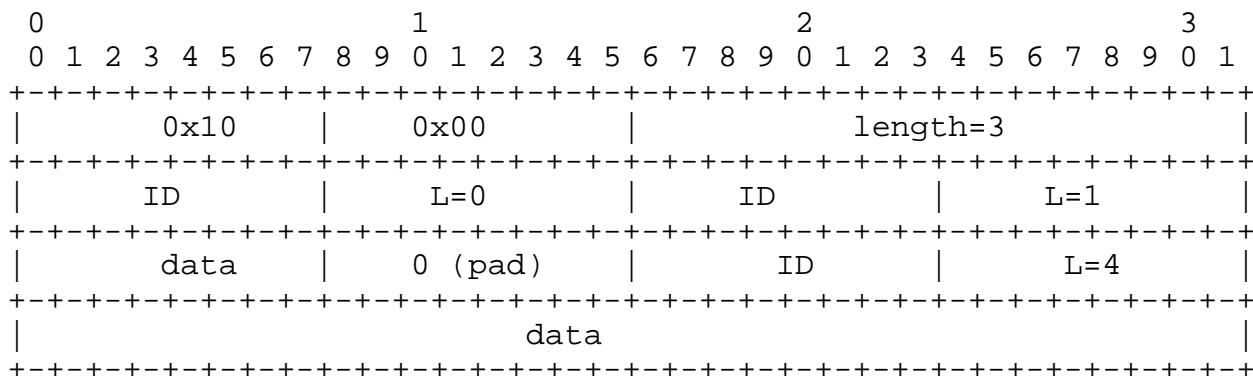 0                   1                   2                   3
 0 1 2 3 4 5 6 7 8 9 0 1 2 3 4 5 6 7 8 9 0 1 2 3 4 5 6 7 8 9 0 1
+-+-+-+-+-+-+-+-+-+-+-+-+-+-+-+-+-+-+-+-+-+-+-+-+-+-+-+-+-+-+-+-+
|       0x10    |    0x00       |           length=3            |
+-+-+-+-+-+-+-+-+-+-+-+-+-+-+-+-+-+-+-+-+-+-+-+-+-+-+-+-+-+-+-+-+
|      ID       |     L=0       |     ID        |     L=1       |
+-+-+-+-+-+-+-+-+-+-+-+-+-+-+-+-+-+-+-+-+-+-+-+-+-+-+-+-+-+-+-+-+
|       data    |    0 (pad)    |       ID      |      L=4      |
+-+-+-+-+-+-+-+-+-+-+-+-+-+-+-+-+-+-+-+-+-+-+-+-+-+-+-+-+-+-+-+-+
|                          data                                 |
+-+-+-+-+-+-+-+-+-+-+-+-+-+-+-+-+-+-+-+-+-+-+-+-+-+-+-+-+-+-+-+-+